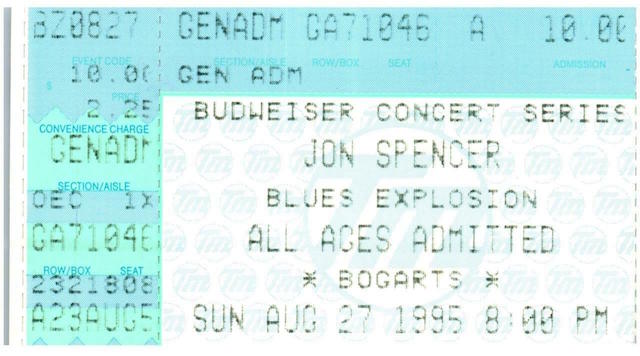 BZ0827 GENADM GA71046 A 10.00
EVENT CODE SECTION/AISLE ROW/BOX SEAT ADMISSION
$ 10.00 GEN ADM
PRICE
2.25 BUDWEISER CONCERT SERIES
CONVENIENCE CHARGE
GENADM JON SPENCER
SECTION/AISLE
OEC 1X BLUES EXPLOSION
GA71046 ALL AGES ADMITTED
ROW/BOX SEAT
2321808 * BOGARTS *
A23AUG5 SUN AUG 27 1995 8:00 PM